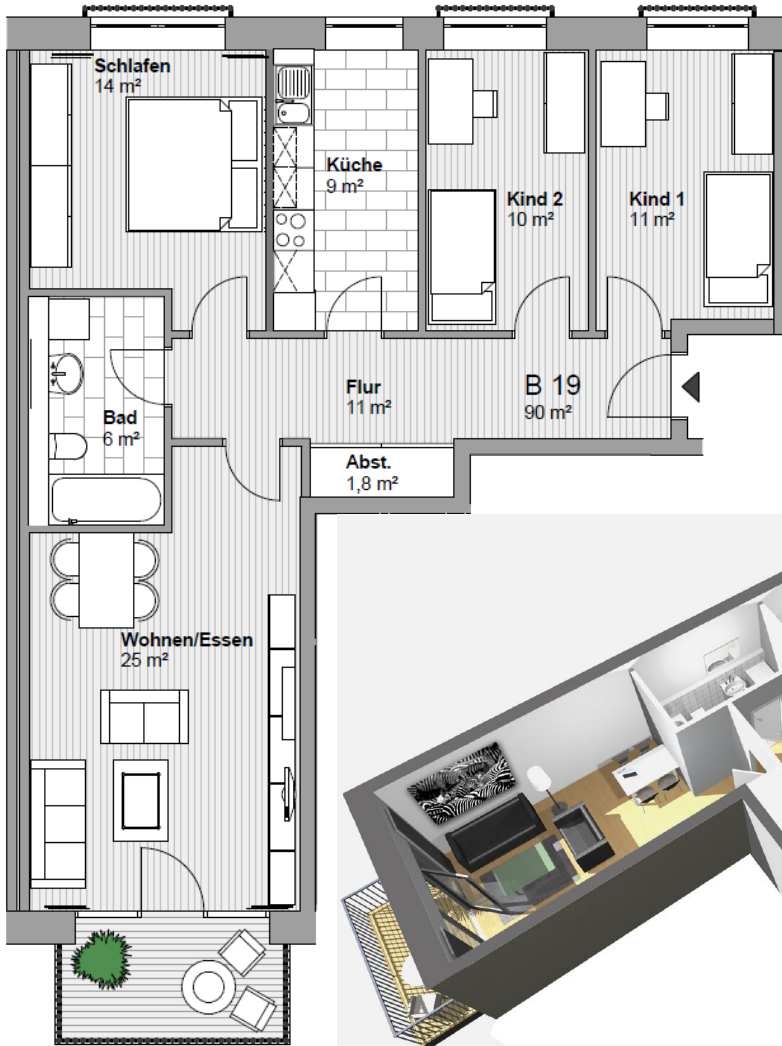 Schlafen
14 m²
Küche
9 m²
Kind 2
10 m²
Kind 1
11 m²
Flur
11 m²
B 19
90 m²
Bad
6 m²
Abst.
1,8 m²
Wohnen/Essen
25 m²